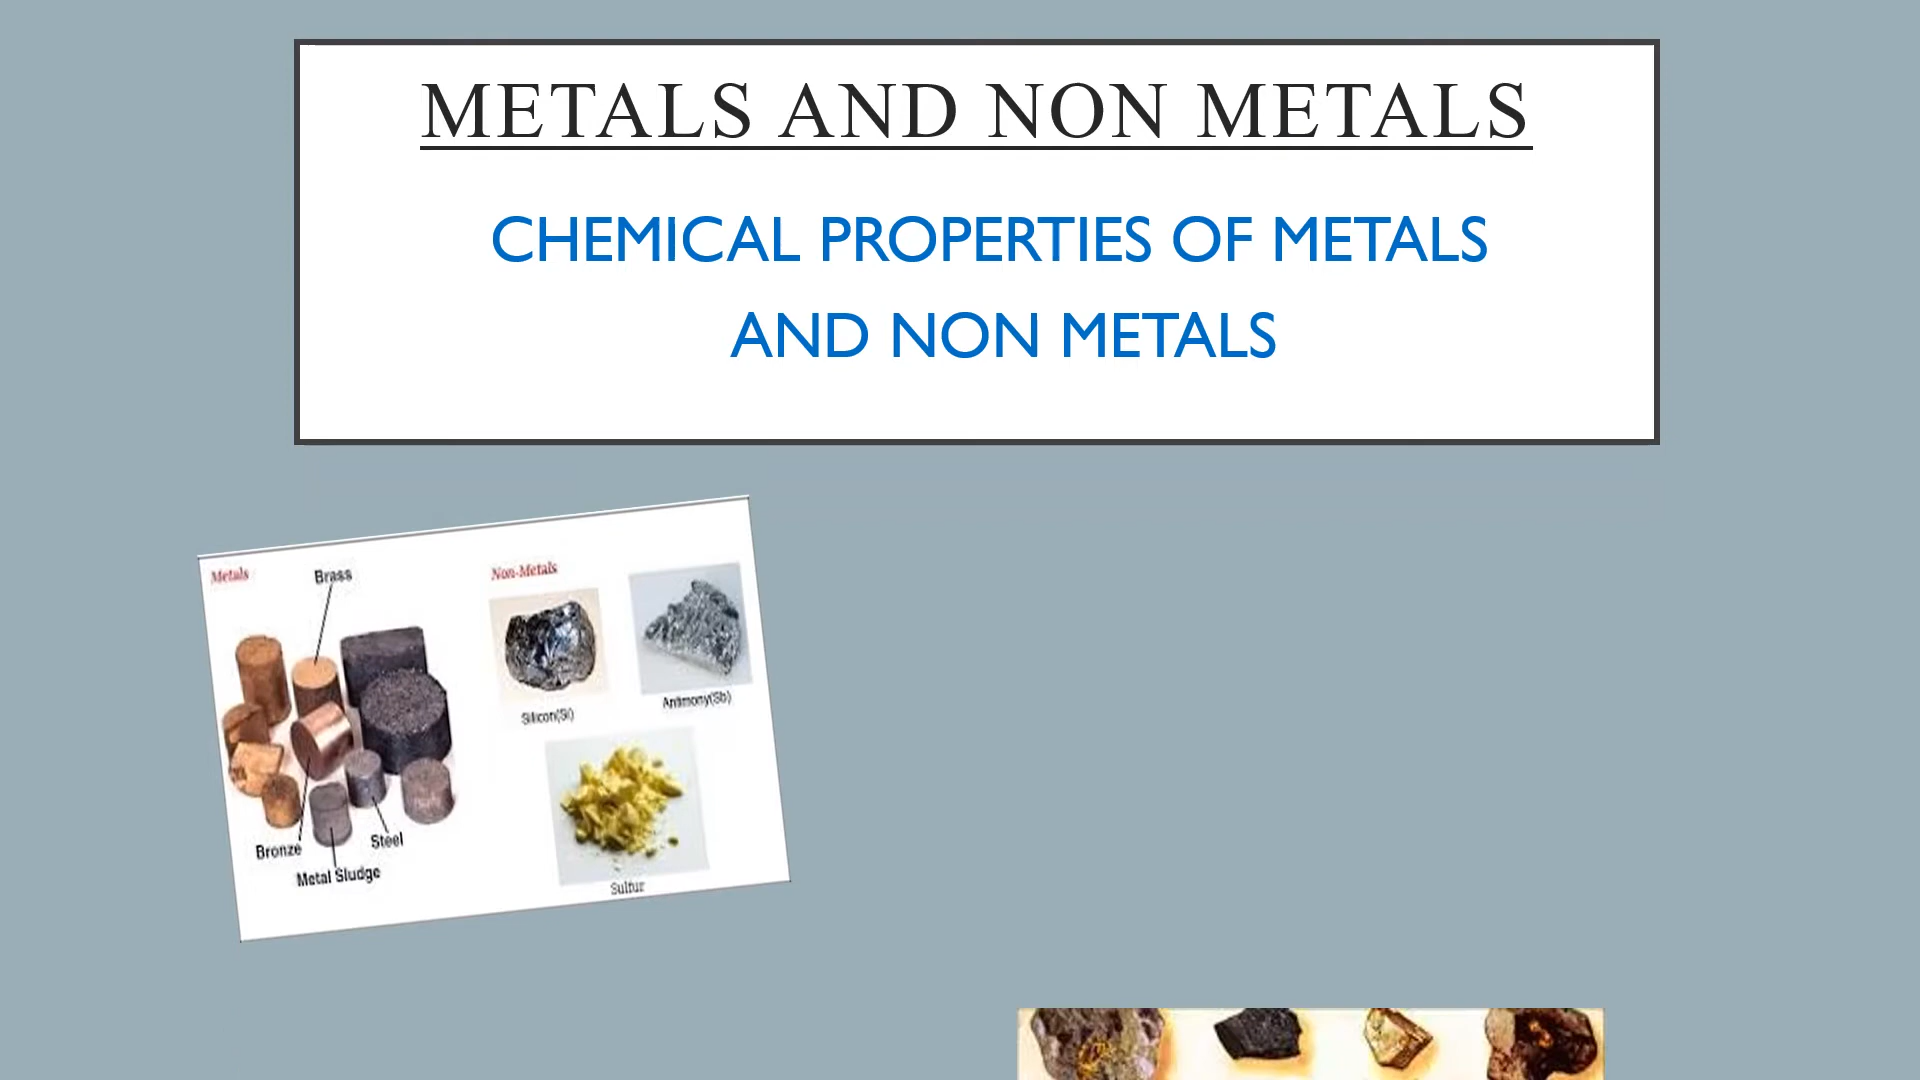 METALS AND NON METALS
CHEMICAL PROPERTIES OF METALS
AND NON METALS
Metals
Brass
Bronze
Metal Sludge
Steel
Non-Metals
Silicon(Si)
Antimony(Sb)
Sulfur